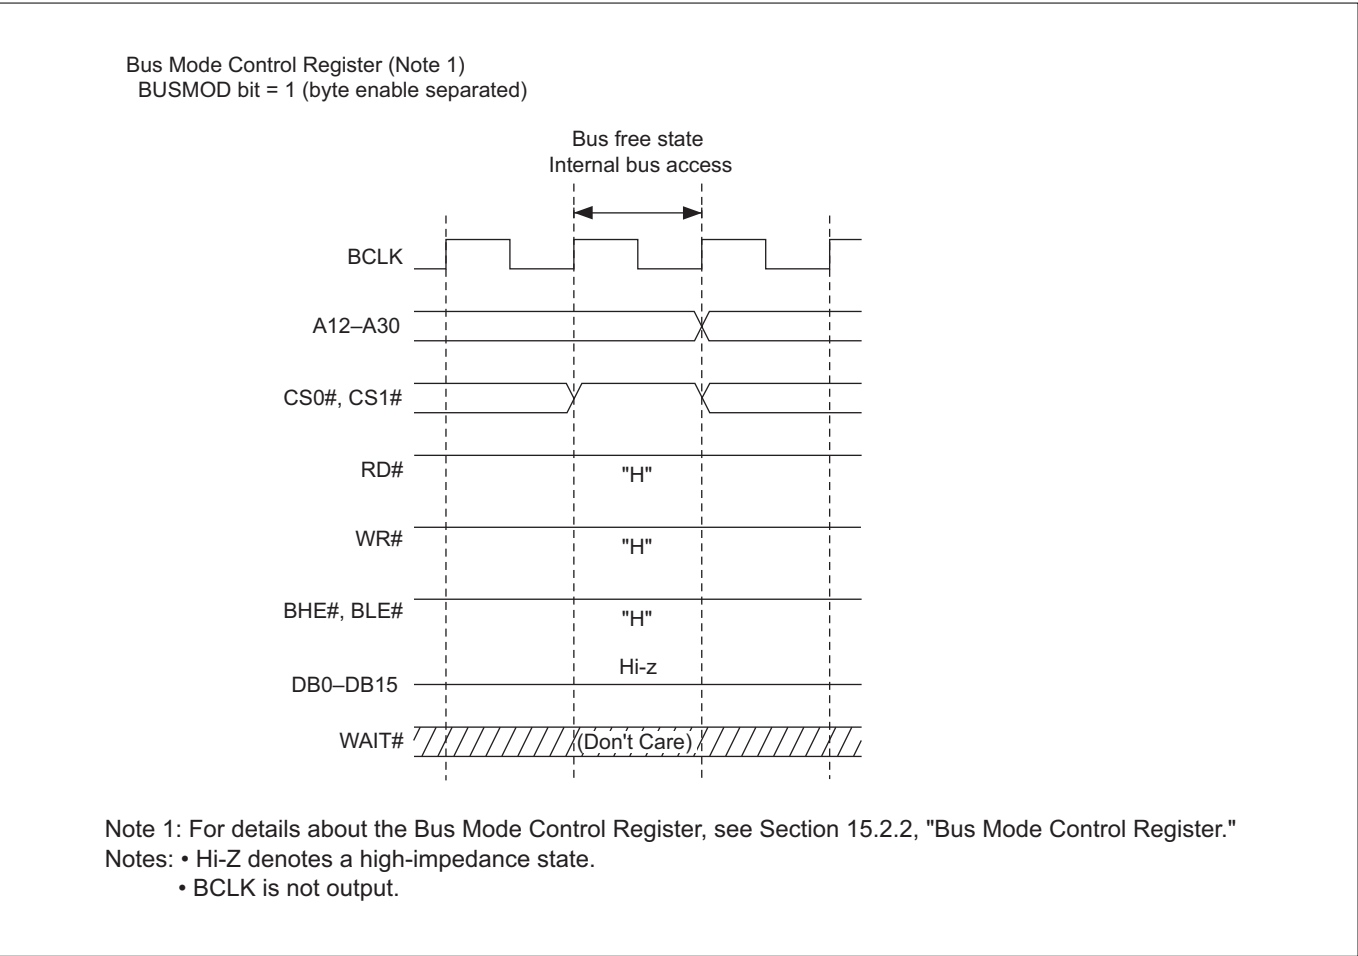 Bus Mode Control Register (Note 1)
BUSMOD bit = 1 (byte enable separated)
Bus free state
Internal bus access
BCLK
A12–A30
CS0#, CS1#
RD#
"H"
WR#
"H"
BHE#, BLE#
"H"
Hi-z
DB0–DB15
WAIT#
(Don't Care)
Note 1: For details about the Bus Mode Control Register, see Section 15.2.2, "Bus Mode Control Register."
Notes: • Hi-Z denotes a high-impedance state.
• BCLK is not output.